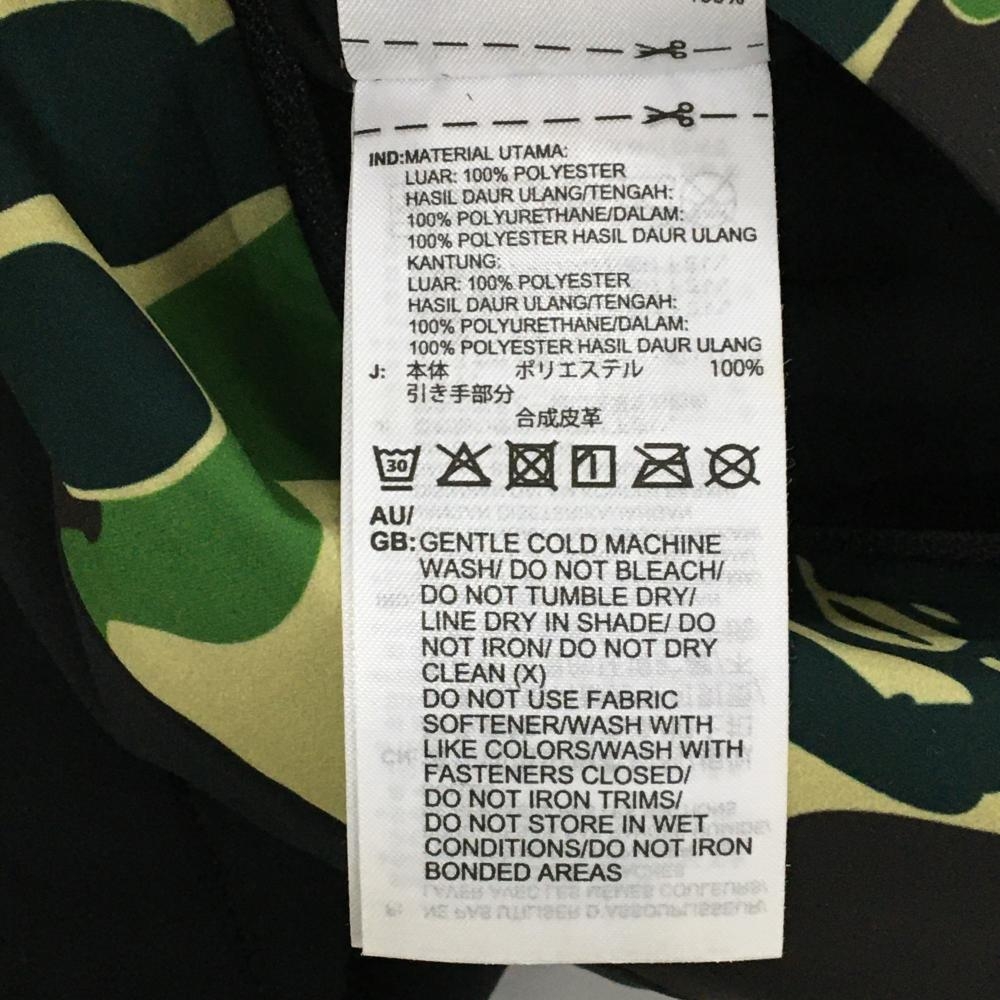 100%
IND:MATERIAL UTAMA:
LUAR: 100% POLYESTER
HASIL DAUR ULANG/TENGAH:
100% POLYURETHANE/DALAM:
100% POLYESTER HASIL DAUR ULANG
KANTUNG:
LUAR: 100% POLYESTER
HASIL DAUR ULANG/TENGAH:
100% POLYURETHANE/DALAM:
100% POLYESTER HASIL DAUR ULANG
J: 本体 ポリエステル 100%
引き手部分
合成皮革
30
AU/
GB: GENTLE COLD MACHINE
WASH/ DO NOT BLEACH/
DO NOT TUMBLE DRY/
LINE DRY IN SHADE/ DO
NOT IRON/ DO NOT DRY
CLEAN (X)
DO NOT USE FABRIC
SOFTENER/WASH WITH
LIKE COLORS/WASH WITH
FASTENERS CLOSED/
DO NOT IRON TRIMS/
DO NOT STORE IN WET
CONDITIONS/DO NOT IRON
BONDED AREAS